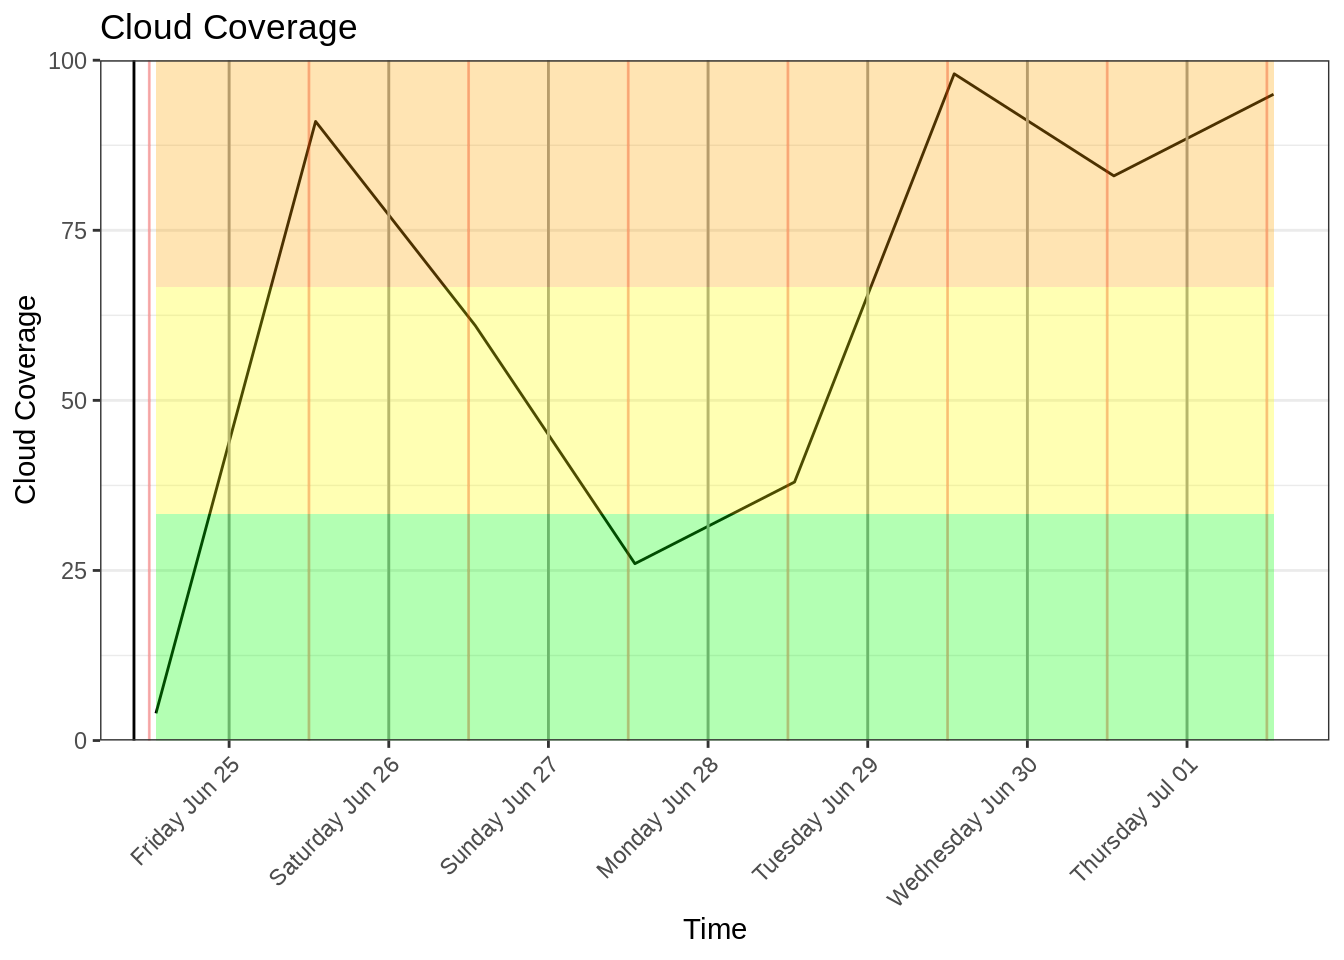 Cloud Coverage
100
75
50
25
0
Cloud Coverage
Friday Jun 25
Saturday Jun 26
Sunday Jun 27
Monday Jun 28
Tuesday Jun 29
Wednesday Jun 30
Thursday Jul 01
Time